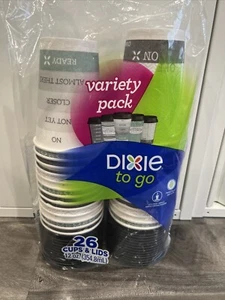 READY
ALMOST THERE
CLOSER
NOT YET
NO
NO
variety
pack
DIXIE
to go
26
CUPS & LIDS
12 OZ (354.8mL)